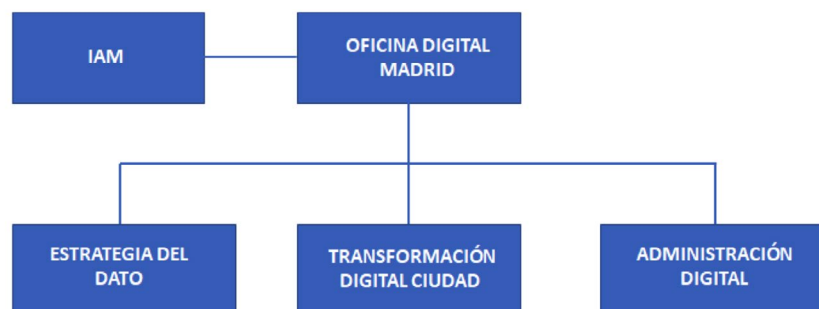 IAM
OFICINA DIGITAL
MADRID
ESTRATEGIA DEL
DATO
TRANSFORMACIÓN
DIGITAL CIUDAD
ADMINISTRACIÓN
DIGITAL